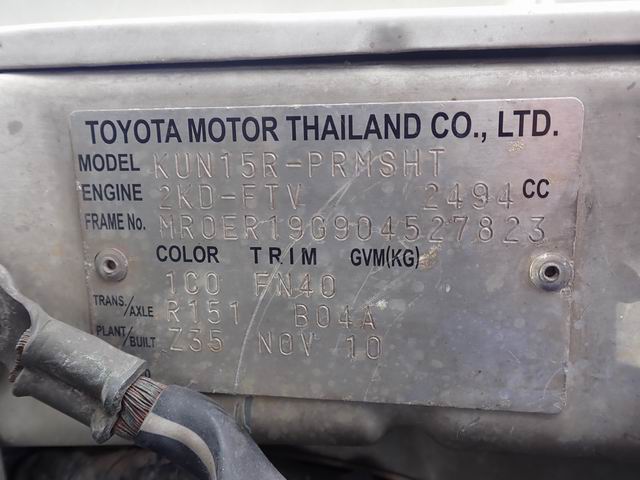 TOYOTA MOTOR THAILAND CO., LTD.
MODEL KUN15R-PRMSHT
ENGINE 2KD-FTV 2494 CC
FRAME No. MR0ER19G904527823
COLOR TRIM GVM(KG)
1C0 FN40
TRANS./AXLE R151 B04A
PLANT/BUILT Z35 NOV 10